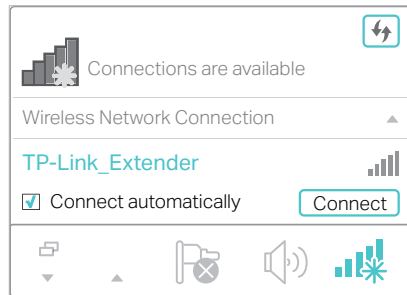 Connections are available
Wireless Network Connection
TP-Link_Extender
Connect automatically
Connect